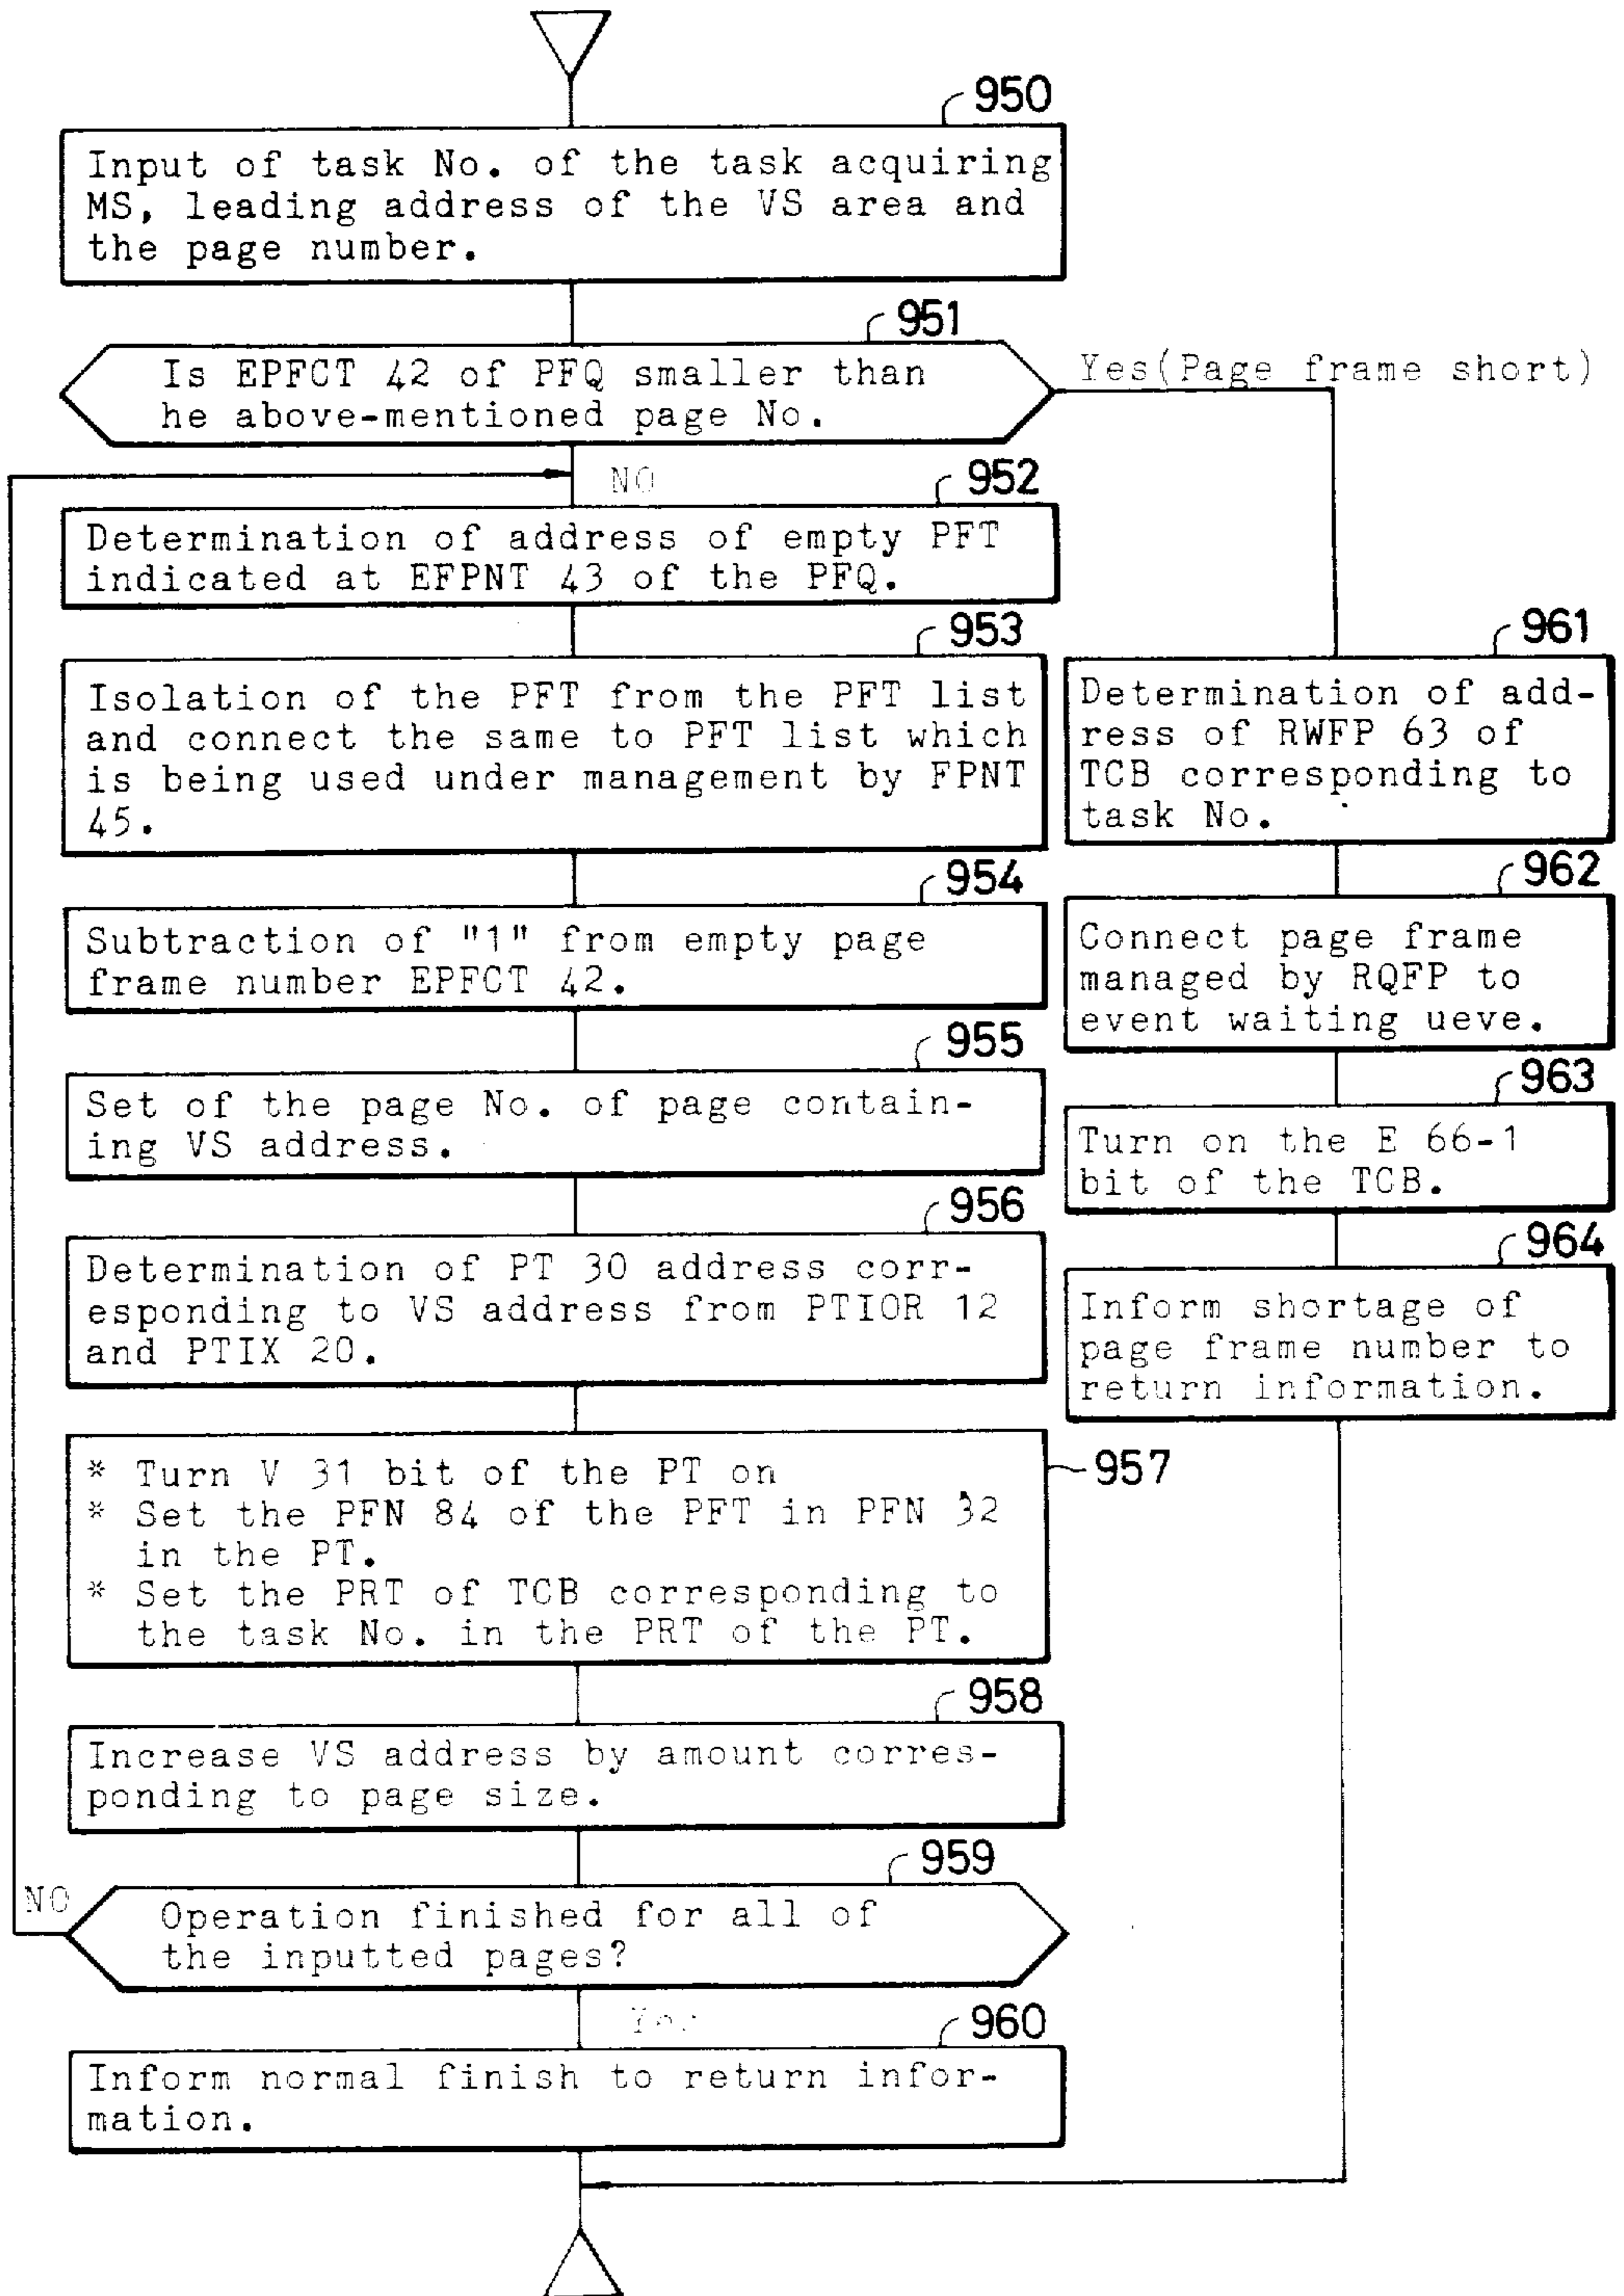 950
Input of task No. of the task acquiring
MS, leading address of the VS area and
the page number.
951
Is EPFCT 42 of PFQ smaller than
he above-mentioned page No.
Yes(Page frame short)
NO
952
Determination of address of empty PFT
indicated at EFPNT 43 of the PFQ.
953
Isolation of the PFT from the PFT list
and connect the same to PFT list which
is being used under management by FPNT
45.
954
Subtraction of "1" from empty page
frame number EPFCT 42.
955
Set of the page No. of page contain-
ing VS address.
956
Determination of PT 30 address corr-
esponding to VS address from PTIOR 12
and PTIX 20.
957
* Turn V 31 bit of the PT on
* Set the PFN 84 of the PFT in PFN 32
in the PT.
* Set the PRT of TCB corresponding to
the task No. in the PRT of the PT.
958
Increase VS address by amount corres-
ponding to page size.
959
NO
Operation finished for all of
the inputted pages?
Yes
960
Inform normal finish to return infor-
mation.
961
Determination of add-
ress of RWFP 63 of
TCB corresponding to
task No.
962
Connect page frame
managed by RQFP to
event waiting ueve.
963
Turn on the E 66-1
bit of the TCB.
964
Inform shortage of
page frame number to
return information.